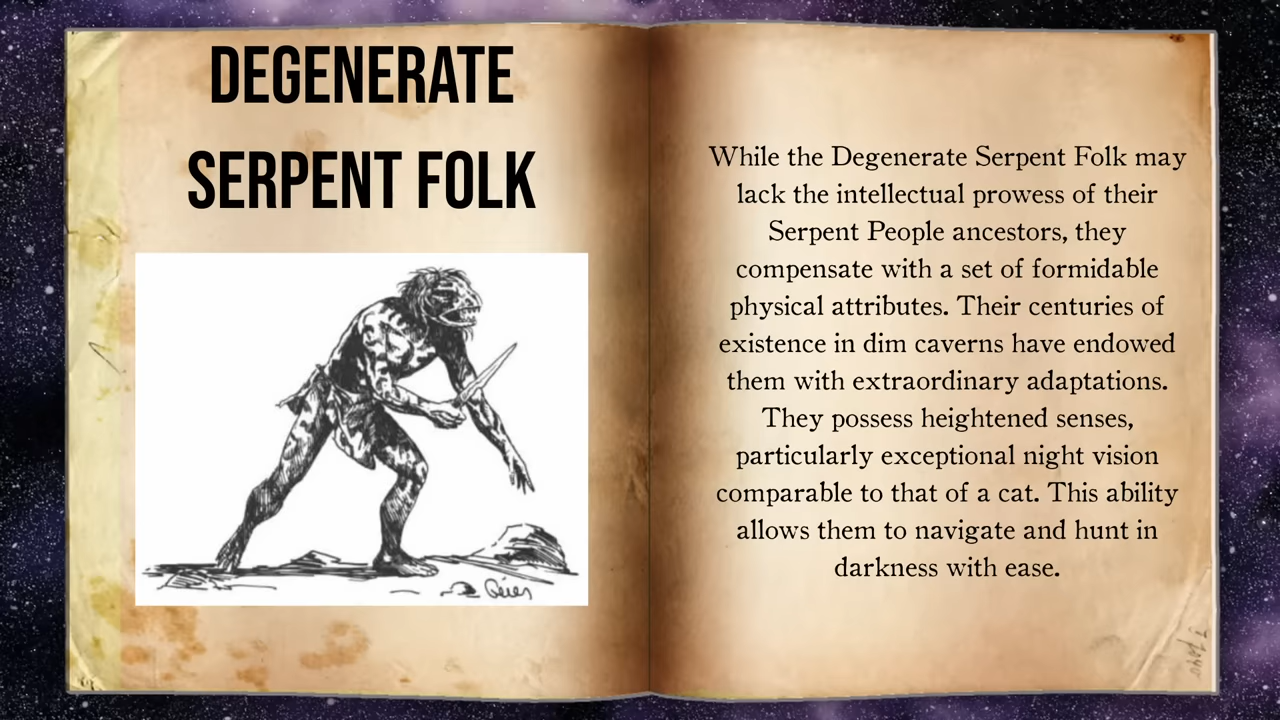 DEGENERATE
SERPENT FOLK
While the Degenerate Serpent Folk may
lack the intellectual prowess of their
Serpent People ancestors, they
compensate with a set of formidable
physical attributes. Their centuries of
existence in dim caverns have endowed
them with extraordinary adaptations.
They possess heightened senses,
particularly exceptional night vision
comparable to that of a cat. This ability
allows them to navigate and hunt in
darkness with ease.